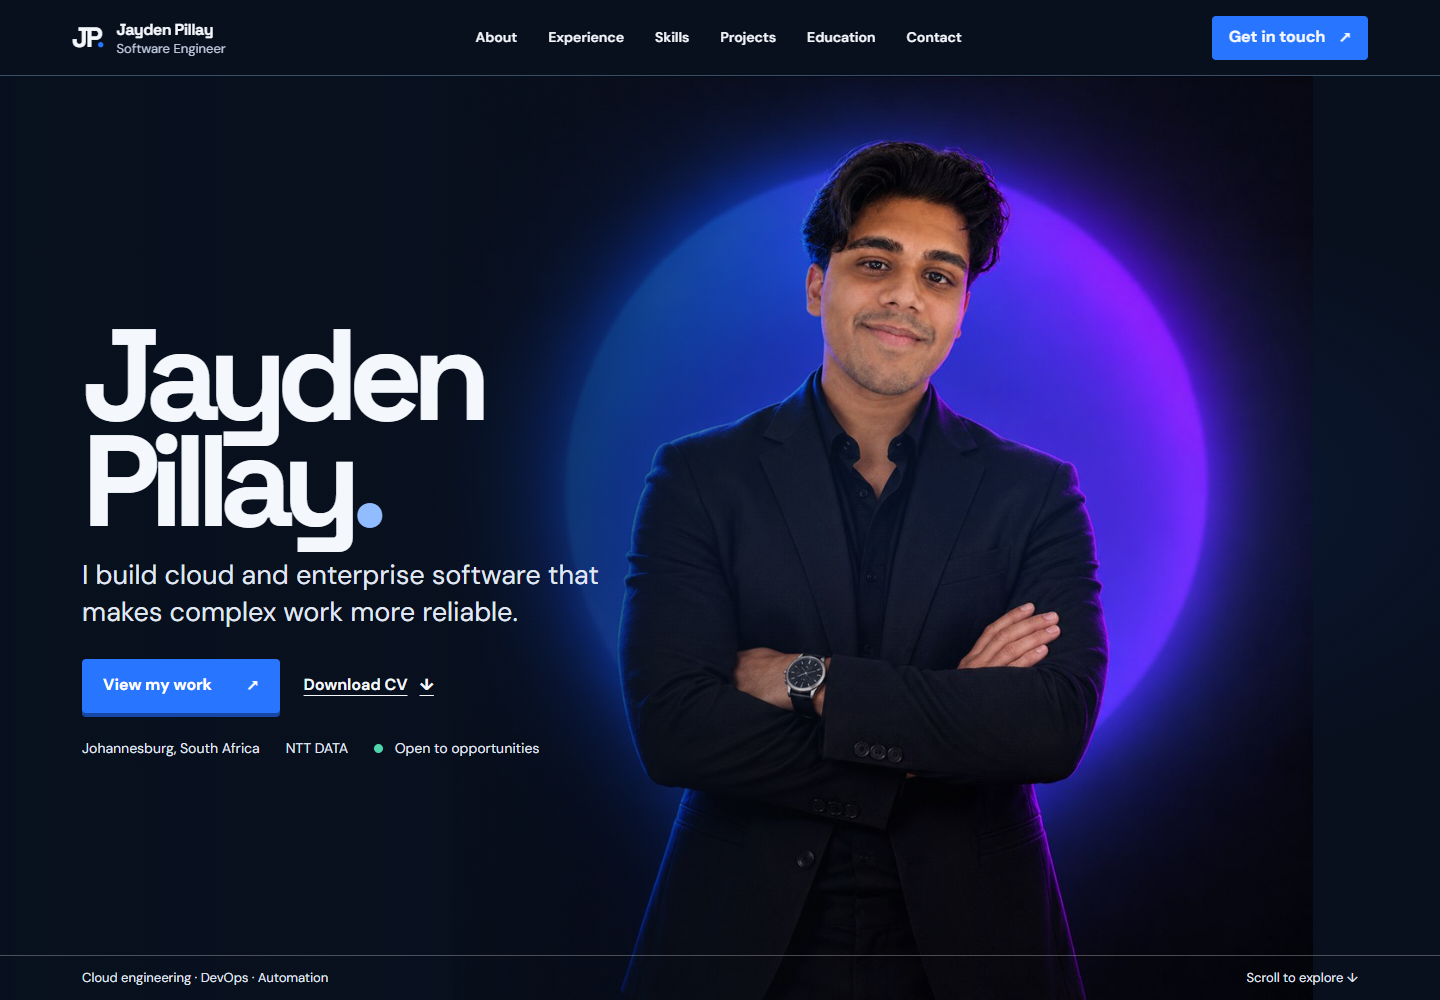 JP.
Jayden Pillay
Software Engineer
About
Experience
Skills
Projects
Education
Contact
Get in touch ↗
Jayden
Pillay.
I build cloud and enterprise software that
makes complex work more reliable.
View my work ↗
Download CV ↓
Johannesburg, South Africa
NTT DATA
Open to opportunities
Cloud engineering · DevOps · Automation
Scroll to explore ↓